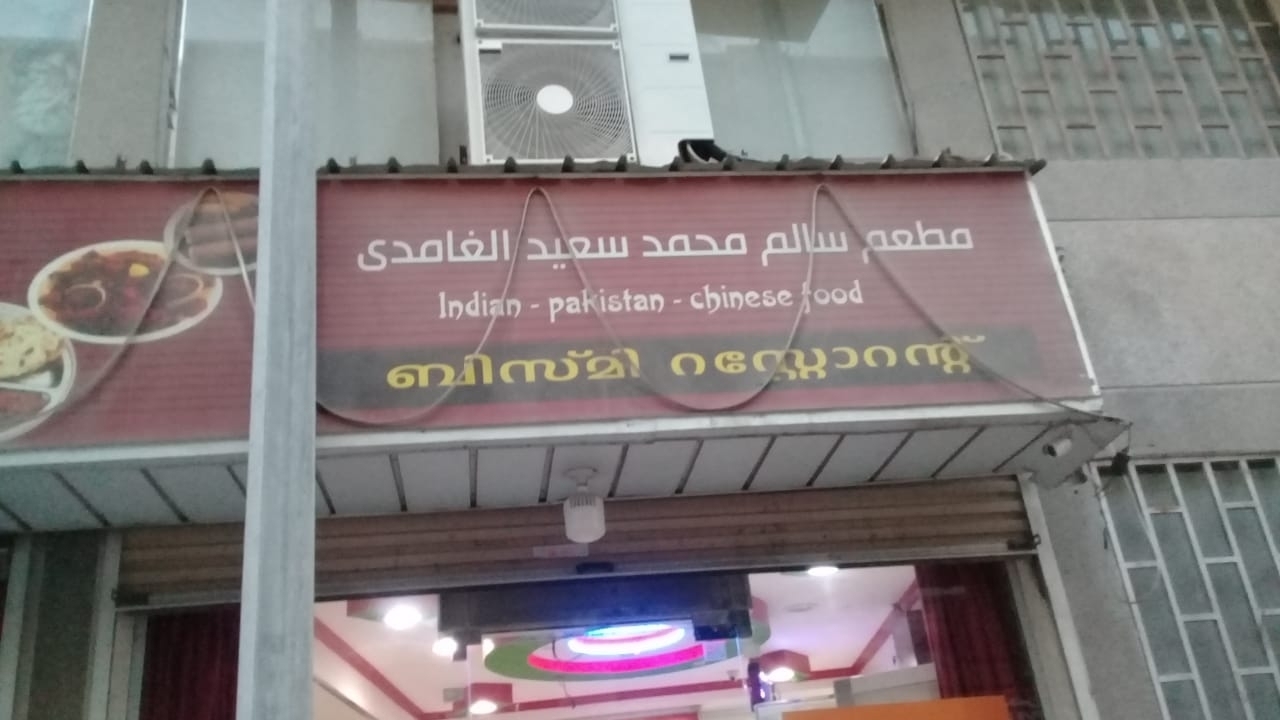 مطعم سالم محمد سعيد الغامدى
Indian - pakistan - chinese food
ബിസ്മി റസ്റ്റോറന്റ്